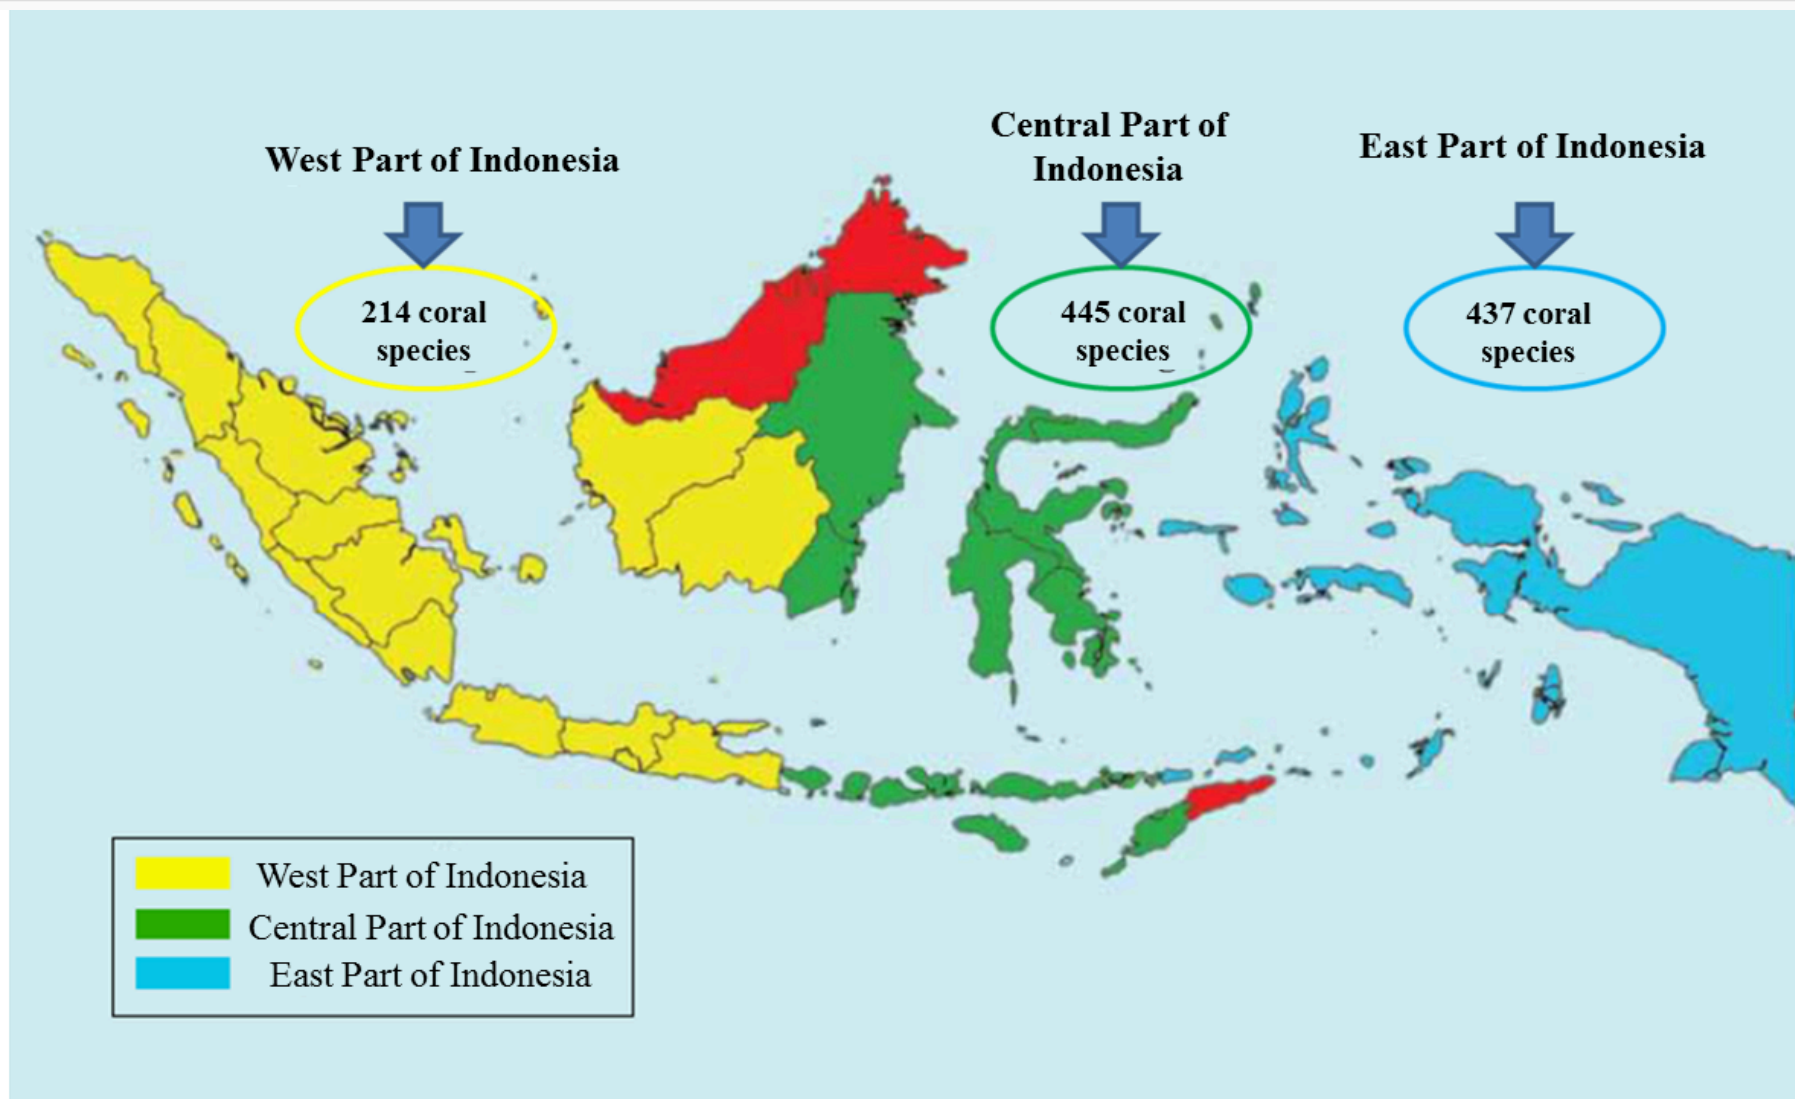 West Part of Indonesia
Central Part of
Indonesia
East Part of Indonesia
214 coral
species
445 coral
species
437 coral
species
West Part of Indonesia
Central Part of Indonesia
East Part of Indonesia